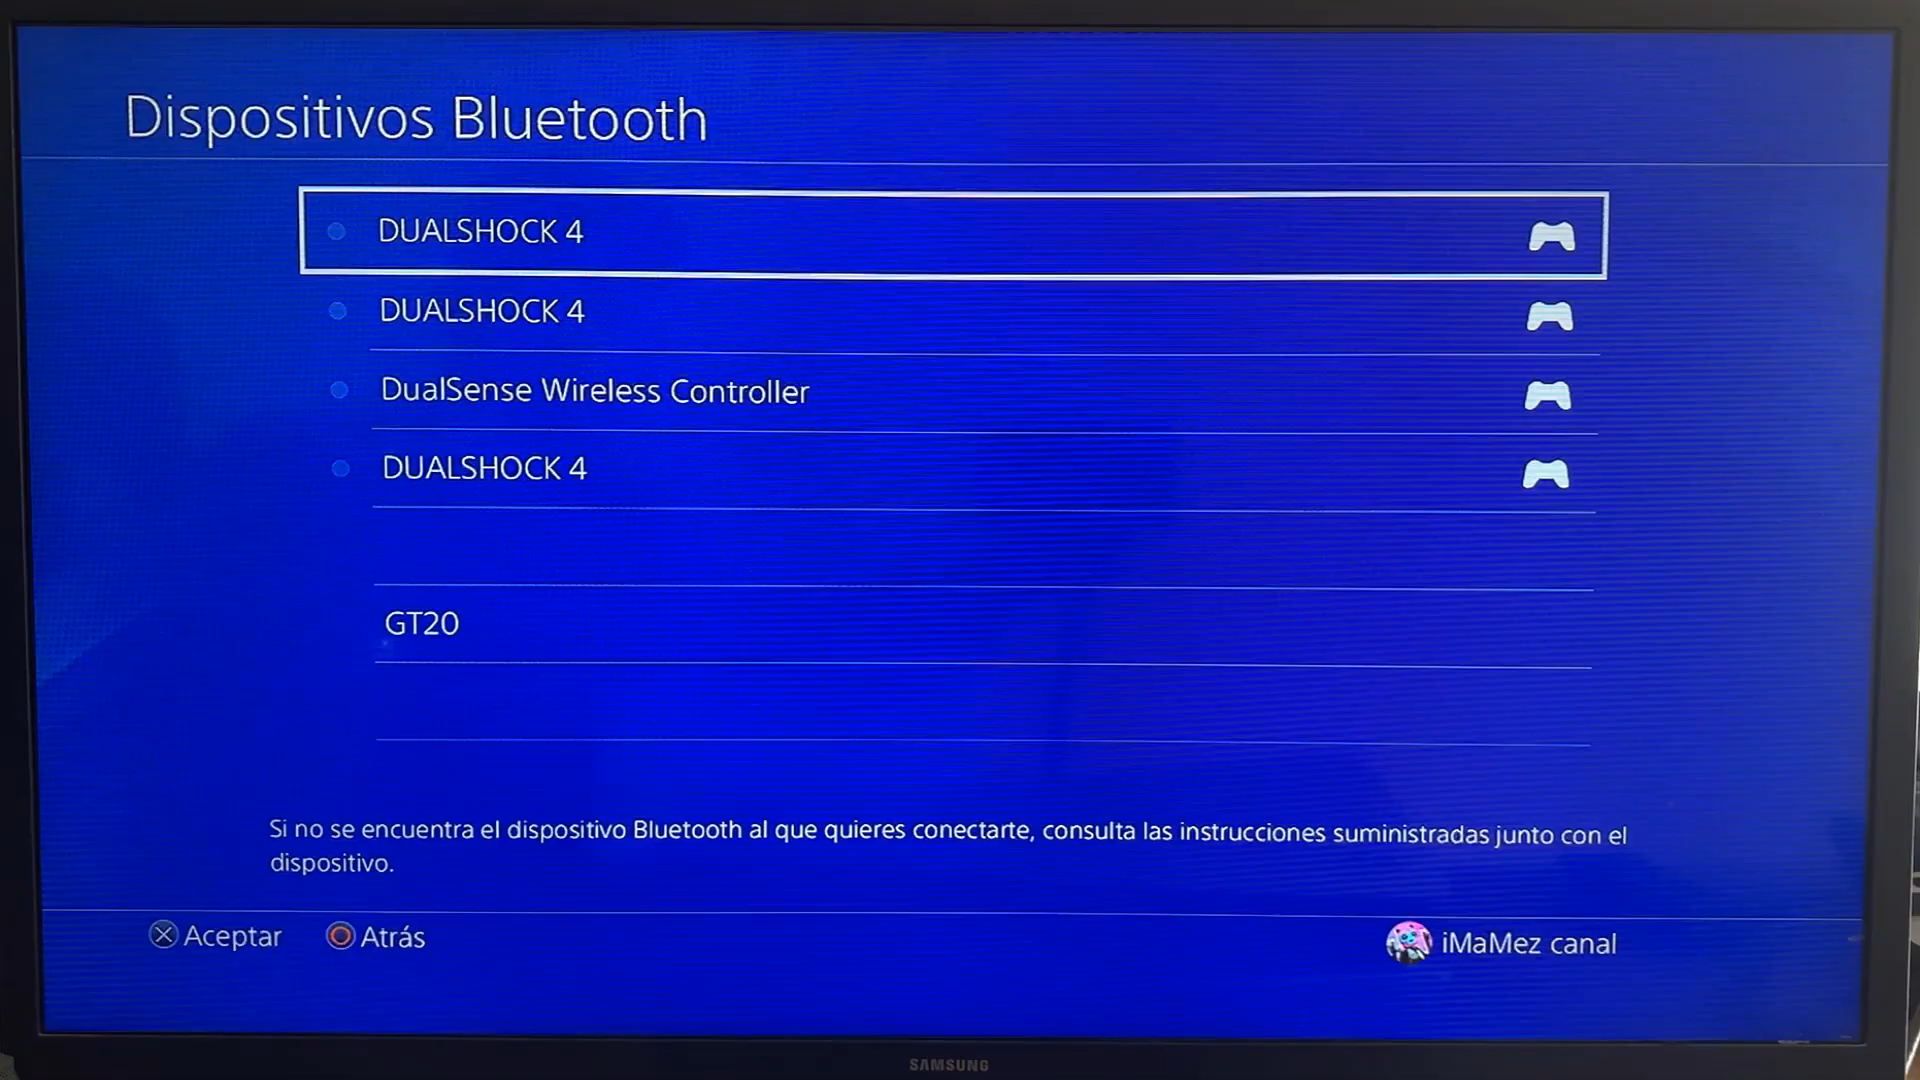 Dispositivos Bluetooth
DUALSHOCK 4
DUALSHOCK 4
DualSense Wireless Controller
DUALSHOCK 4
GT20
Si no se encuentra el dispositivo Bluetooth al que quieres conectarte, consulta las instrucciones suministradas junto con el
dispositivo.
Aceptar
Atrás
iMaMez canal
SAMSUNG